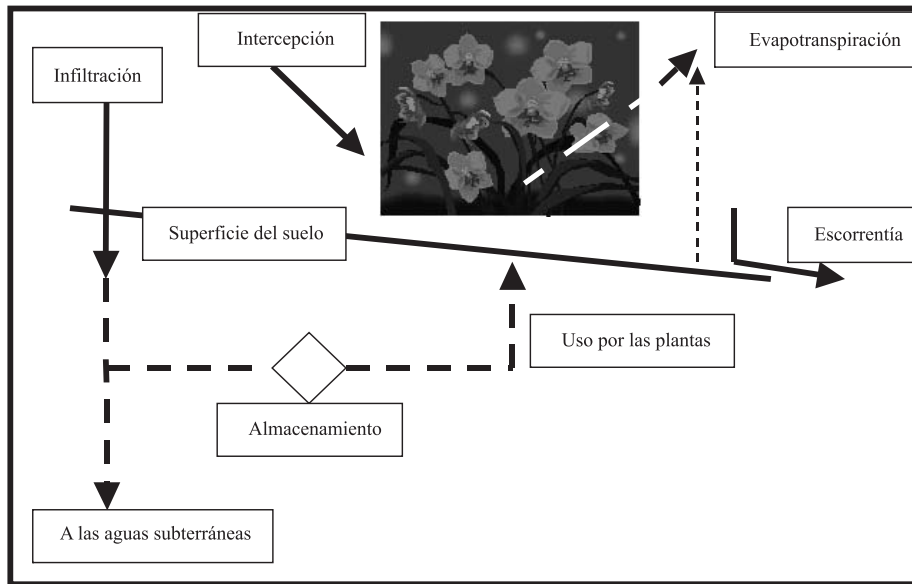 Intercepción
Evapotranspiración
Infiltración
Superficie del suelo
Escorrentía
Uso por las plantas
Almacenamiento
A las aguas subterráneas